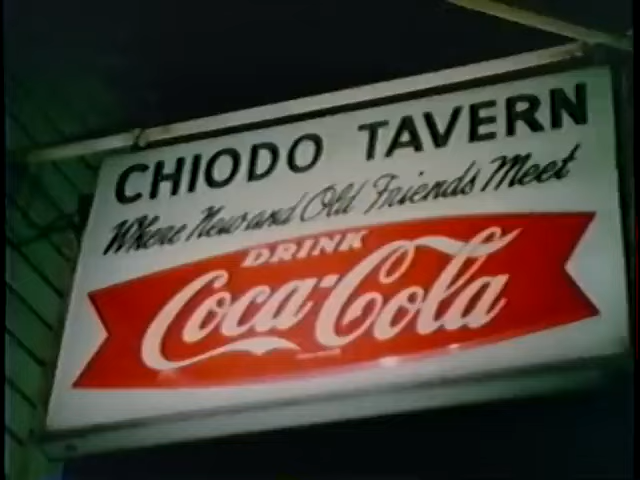 CHIODO TAVERN
Where New and Old Friends Meet
DRINK
Coca-Cola